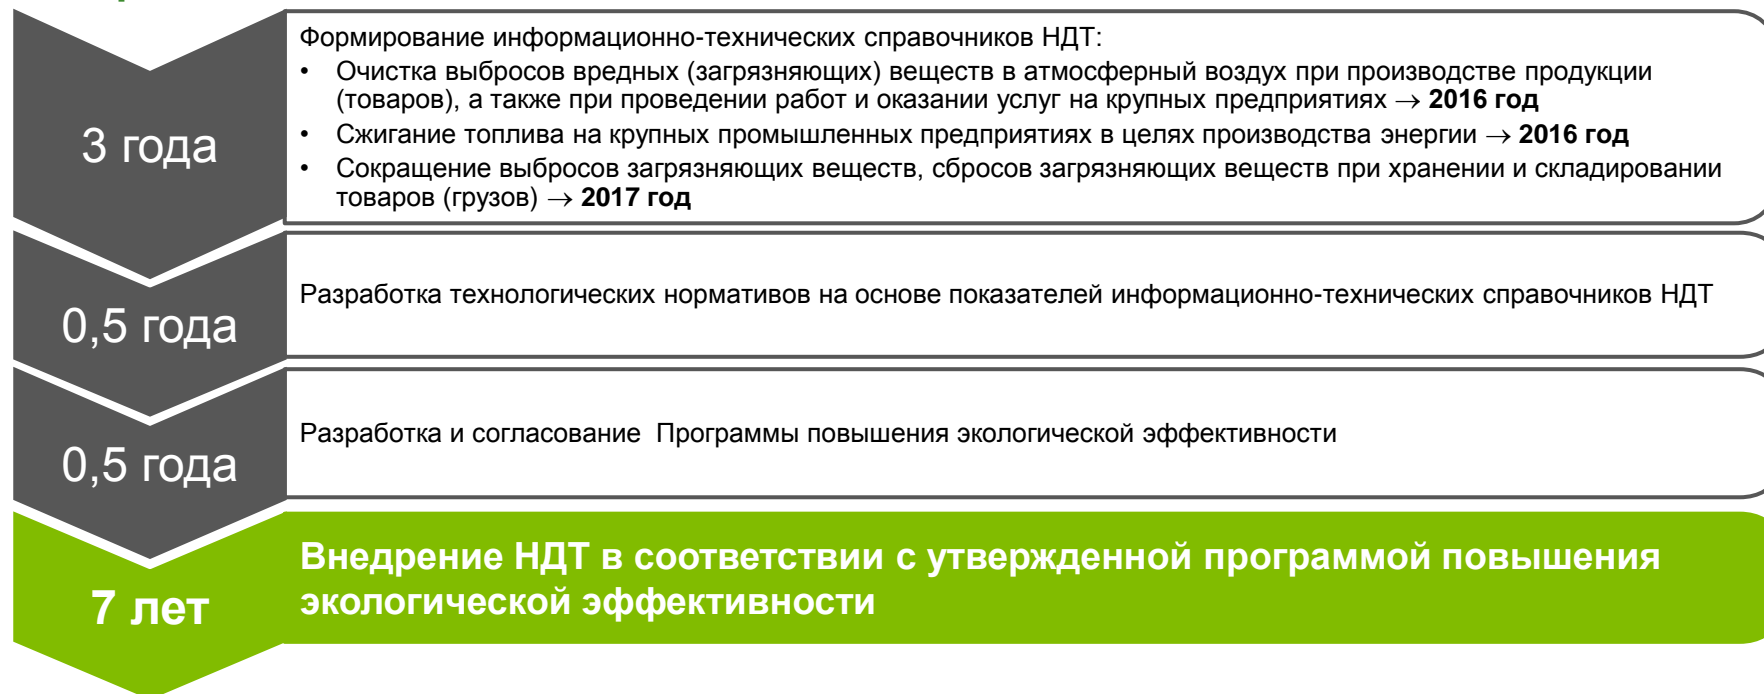 3 года
Формирование информационно-технических справочников НДТ:
• Очистка выбросов вредных (загрязняющих) веществ в атмосферный воздух при производстве продукции
(товаров), а также при проведении работ и оказании услуг на крупных предприятиях → 2016 год
• Сжигание топлива на крупных промышленных предприятиях в целях производства энергии → 2016 год
• Сокращение выбросов загрязняющих веществ, сбросов загрязняющих веществ при хранении и складировании
товаров (грузов) → 2017 год
0,5 года
Разработка технологических нормативов на основе показателей информационно-технических справочников НДТ
0,5 года
Разработка и согласование  Программы повышения экологической эффективности
7 лет
Внедрение НДТ в соответствии с утвержденной программой повышения
экологической эффективности